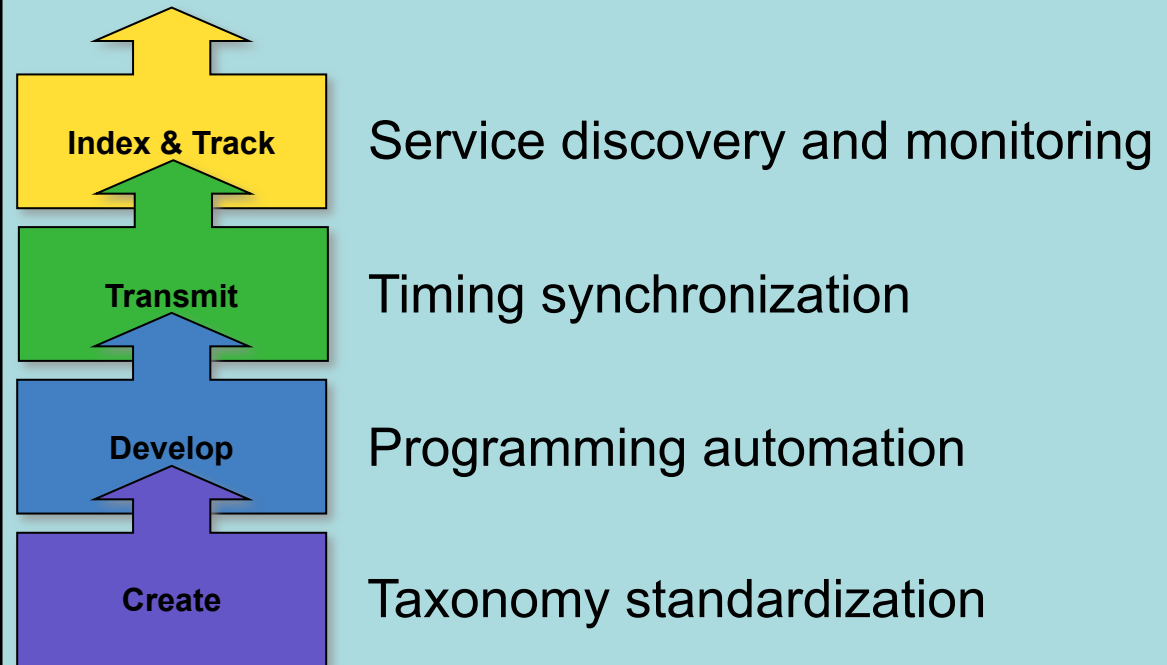 Index & Track
Service discovery and monitoring
Transmit
Timing synchronization
Develop
Programming automation
Create
Taxonomy standardization